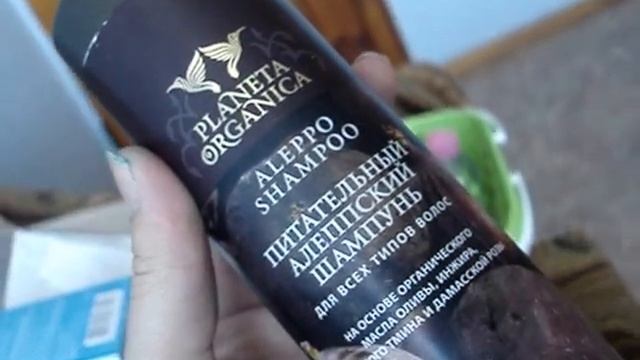 PLANETA
ORGANICA
ALEPPO
SHAMPOO
ПИТАТЕЛЬНЫЙ
АЛЕППСКИЙ
ШАМПУНЬ
ДЛЯ ВСЕХ ТИПОВ ВОЛОС
НА ОСНОВЕ ОРГАНИЧЕСКОГО
МАСЛА ОЛИВЫ, ИНЖИРА,
ТМИНА И ДАМАССКОЙ РОЗЫ